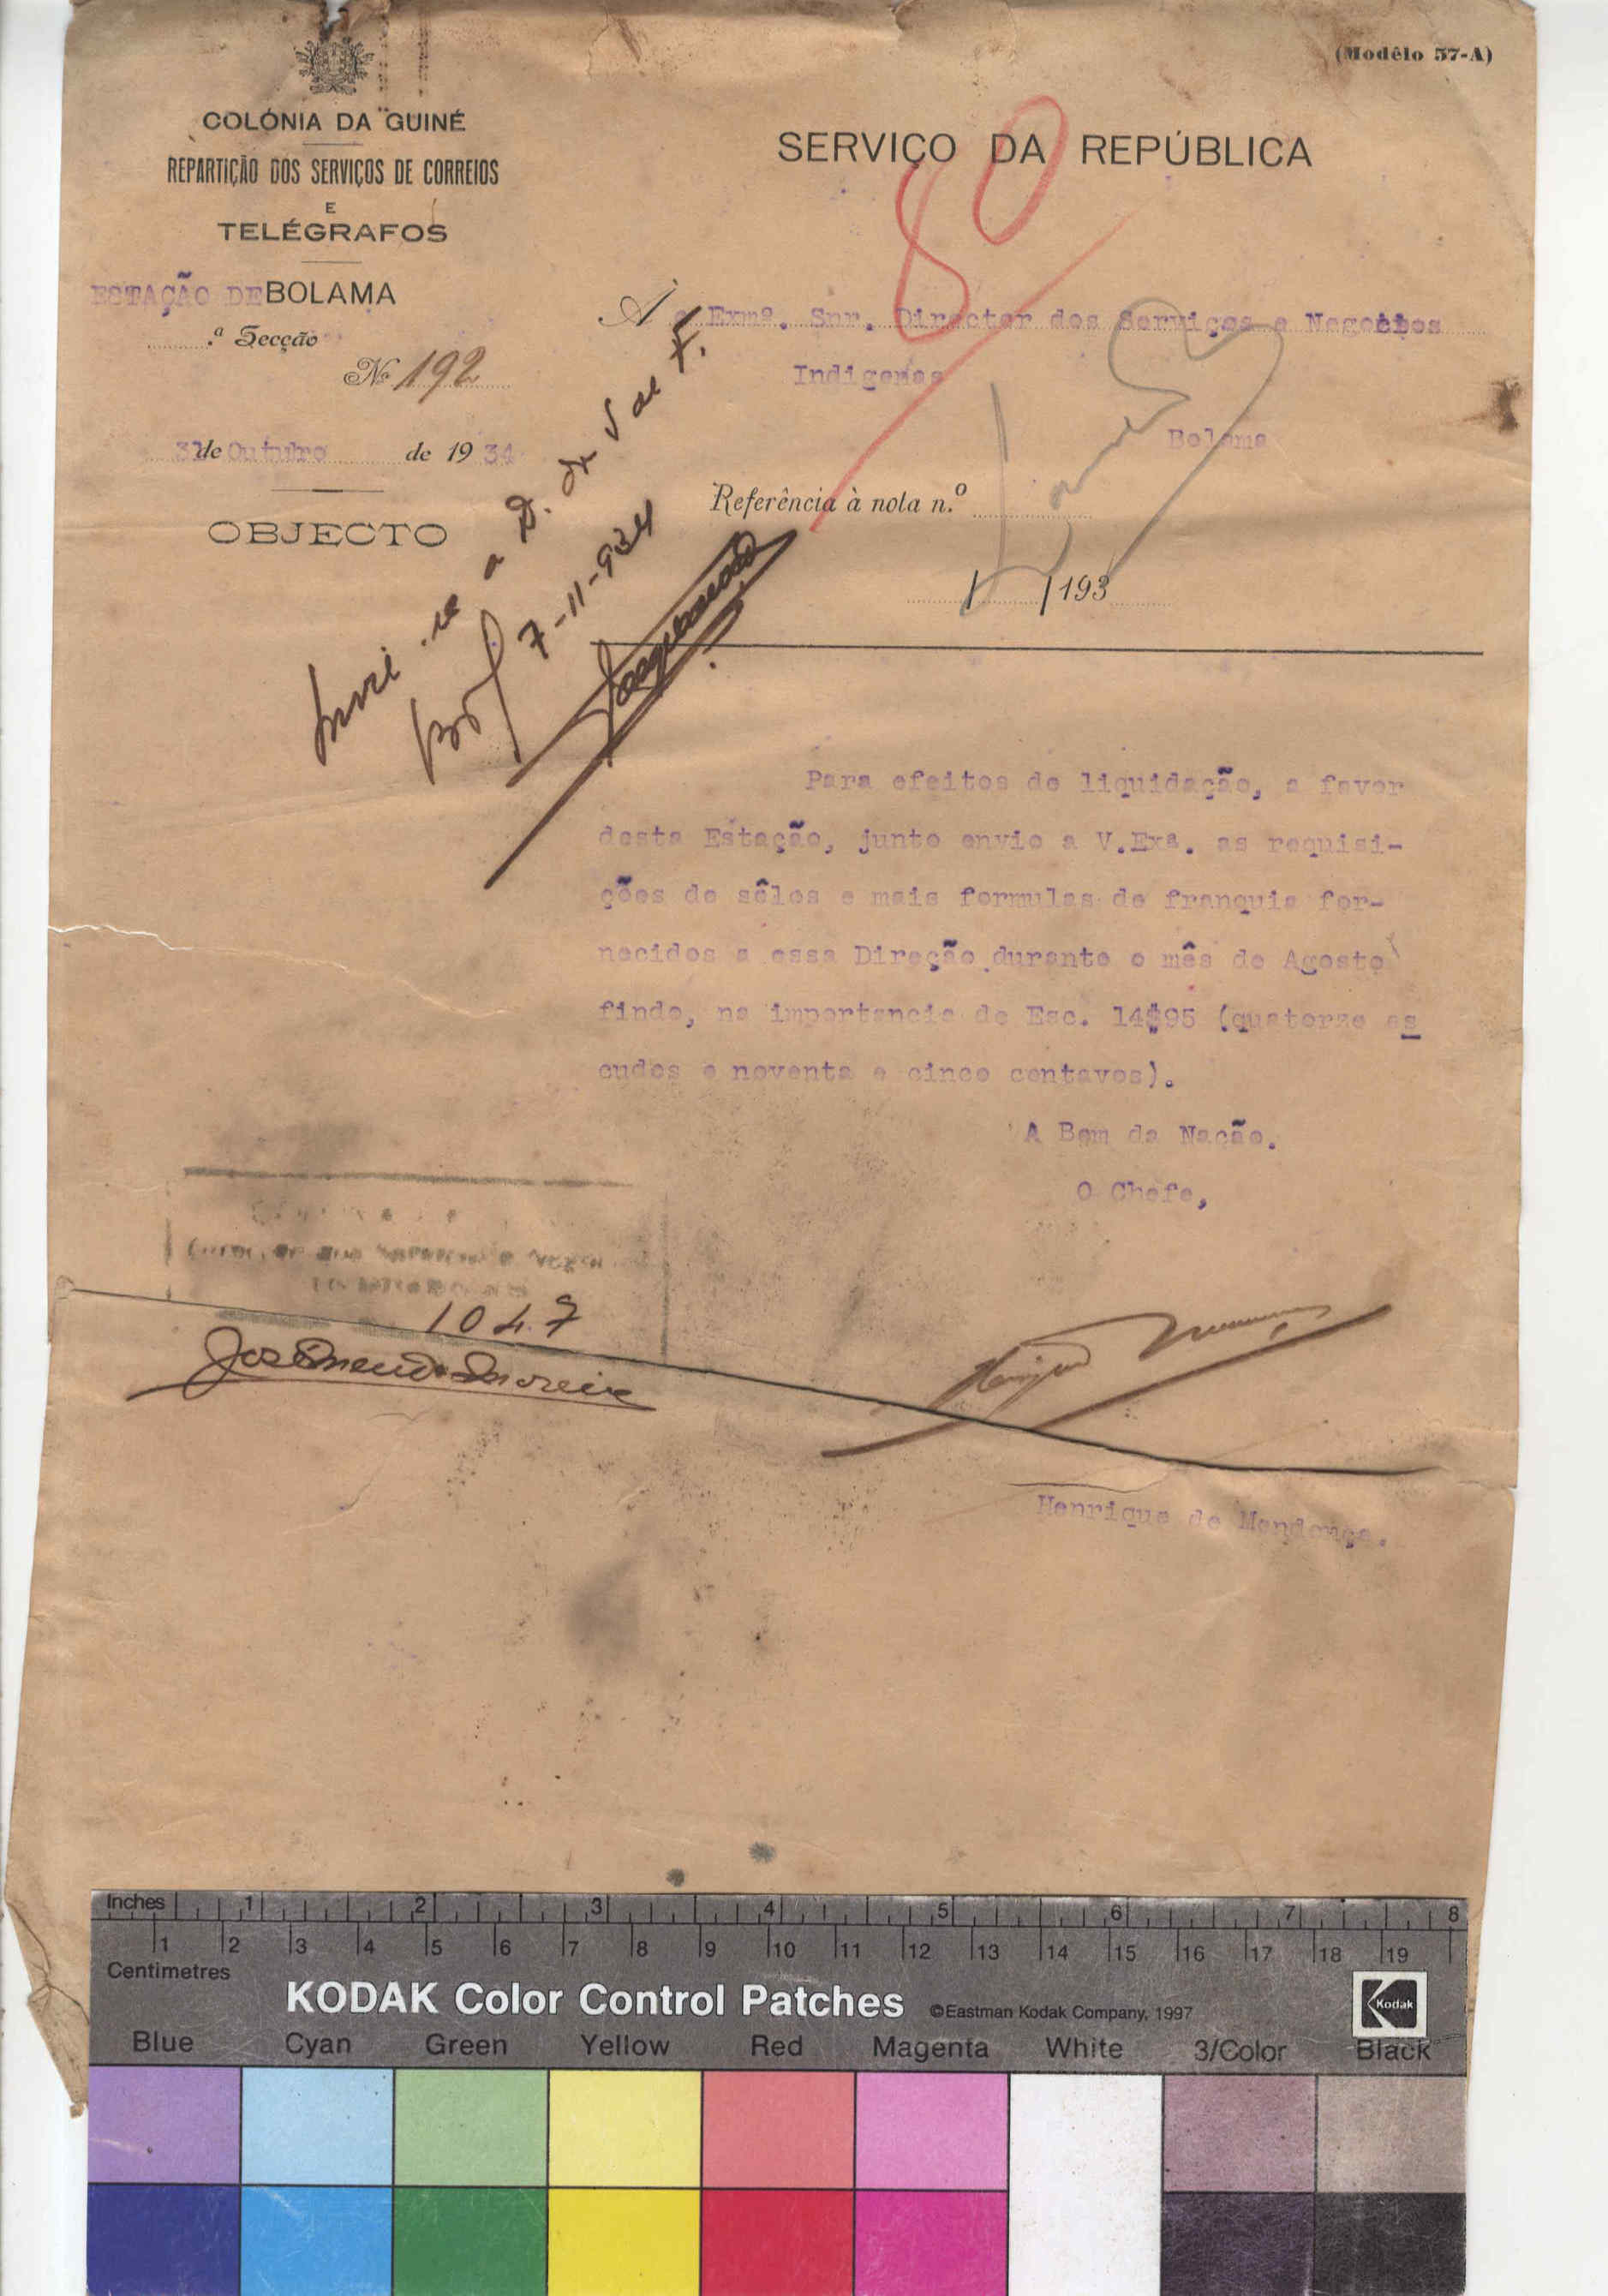 (Modêlo 57-A)
COLÓNIA DA GUINÉ
REPARTIÇÃO DOS SERVIÇOS DE CORREIOS
E
TELÉGRAFOS
ESTAÇÃO DE BOLAMA
.ª Secção
Nº 192
31 de Outubro de 1934
OBJECTO
SERVIÇO DA REPÚBLICA
80
A o Exmº. Snr. Director dos Serviços e Negocios
Indigenas
Bolama
Referência à nota n.º
/ /193
a D. de S de F.
Bol 7-11-934
Para efeitos de liquidação, a favor
desta Estação, junto envio a V.Exª. as requisi-
ções de sêlos e mais formulas de franquia for-
necidos a essa Direção durante o mês de Agosto
findo, na importancia de Esc. 14$95 (quatorze es
cudos e noventa e cinco centavos).
A Bem da Nação.
O Chefe,
1047
Henrique de Mendonça.
Inches 1 2 3 4 5 6 7 8
1 2 3 4 5 6 7 8 9 10 11 12 13 14 15 16 17 18 19
Centimetres
KODAK Color Control Patches ©Eastman Kodak Company, 1997
Kodak
Blue Cyan Green Yellow Red Magenta White 3/Color Black